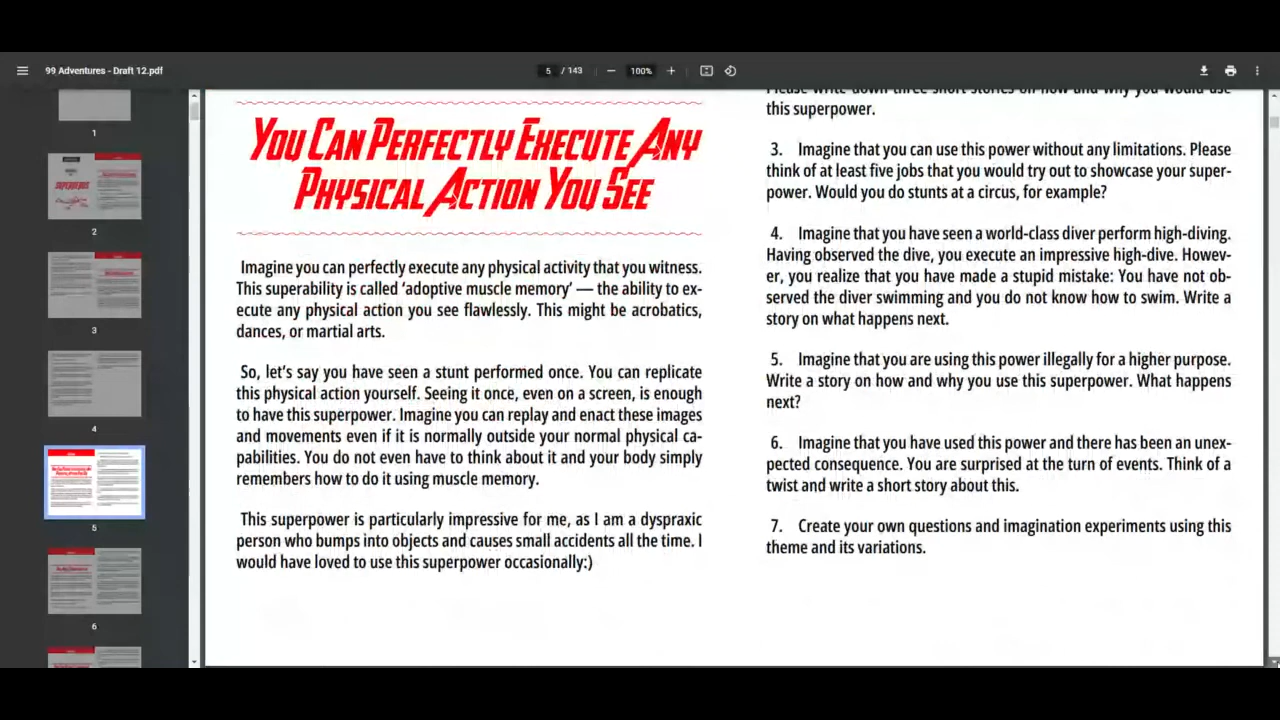 99 Adventures - Draft 12.pdf
5 / 143
100%
1
2
3
4
5
6
You Can Perfectly Execute Any
Physical Action You See
Imagine you can perfectly execute any physical activity that you witness.
This superability is called ‘adoptive muscle memory’ — the ability to ex-
ecute any physical action you see flawlessly. This might be acrobatics,
dances, or martial arts.
So, let’s say you have seen a stunt performed once. You can replicate
this physical action yourself. Seeing it once, even on a screen, is enough
to have this superpower. Imagine you can replay and enact these images
and movements even if it is normally outside your normal physical ca-
pabilities. You do not even have to think about it and your body simply
remembers how to do it using muscle memory.
This superpower is particularly impressive for me, as I am a dyspraxic
person who bumps into objects and causes small accidents all the time. I
would have loved to use this superpower occasionally:)
Please write down three short stories on how and why you would use
this superpower.
3. Imagine that you can use this power without any limitations. Please
think of at least five jobs that you would try out to showcase your super-
power. Would you do stunts at a circus, for example?
4. Imagine that you have seen a world-class diver perform high-diving.
Having observed the dive, you execute an impressive high-dive. Howev-
er, you realize that you have made a stupid mistake: You have not ob-
served the diver swimming and you do not know how to swim. Write a
story on what happens next.
5. Imagine that you are using this power illegally for a higher purpose.
Write a story on how and why you use this superpower. What happens
next?
6. Imagine that you have used this power and there has been an unex-
pected consequence. You are surprised at the turn of events. Think of a
twist and write a short story about this.
7. Create your own questions and imagination experiments using this
theme and its variations.